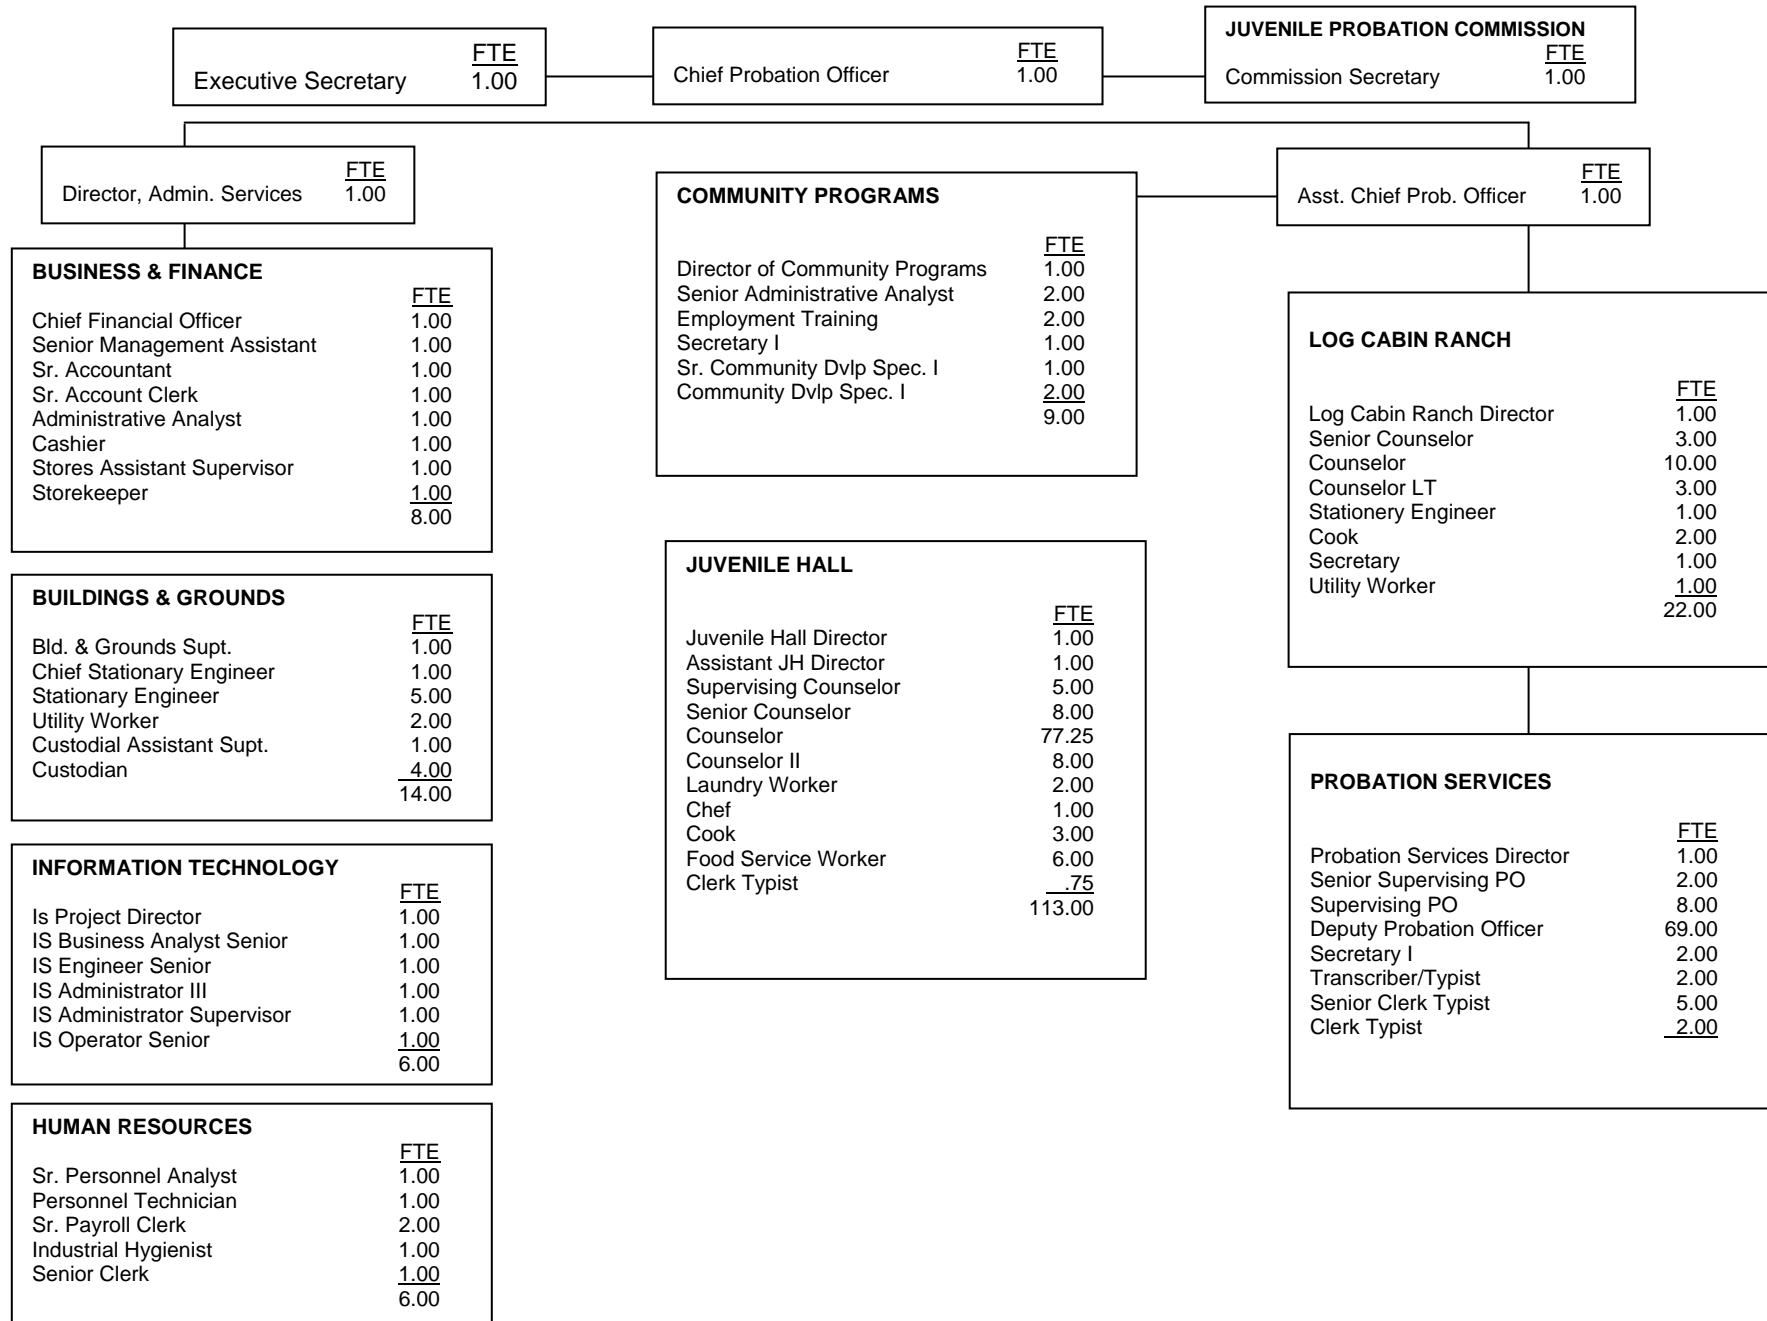 FTE
Executive Secretary 1.00
FTE
Chief Probation Officer 1.00
JUVENILE PROBATION COMMISSION
FTE
Commission Secretary 1.00
FTE
Director, Admin. Services 1.00
FTE
Asst. Chief Prob. Officer 1.00
BUSINESS & FINANCE
FTE
Chief Financial Officer 1.00
Senior Management Assistant 1.00
Sr. Accountant 1.00
Sr. Account Clerk 1.00
Administrative Analyst 1.00
Cashier 1.00
Stores Assistant Supervisor 1.00
Storekeeper 1.00
8.00
BUILDINGS & GROUNDS
FTE
Bld. & Grounds Supt. 1.00
Chief Stationary Engineer 1.00
Stationary Engineer 5.00
Utility Worker 2.00
Custodial Assistant Supt. 1.00
Custodian 4.00
14.00
INFORMATION TECHNOLOGY
FTE
Is Project Director 1.00
IS Business Analyst Senior 1.00
IS Engineer Senior 1.00
IS Administrator III 1.00
IS Administrator Supervisor 1.00
IS Operator Senior 1.00
6.00
HUMAN RESOURCES
FTE
Sr. Personnel Analyst 1.00
Personnel Technician 1.00
Sr. Payroll Clerk 2.00
Industrial Hygienist 1.00
Senior Clerk 1.00
6.00
COMMUNITY PROGRAMS
FTE
Director of Community Programs 1.00
Senior Administrative Analyst 2.00
Employment Training 2.00
Secretary I 1.00
Sr. Community Dvlp Spec. I 1.00
Community Dvlp Spec. I 2.00
9.00
JUVENILE HALL
FTE
Juvenile Hall Director 1.00
Assistant JH Director 1.00
Supervising Counselor 5.00
Senior Counselor 8.00
Counselor 77.25
Counselor II 8.00
Laundry Worker 2.00
Chef 1.00
Cook 3.00
Food Service Worker 6.00
Clerk Typist .75
113.00
LOG CABIN RANCH
FTE
Log Cabin Ranch Director 1.00
Senior Counselor 3.00
Counselor 10.00
Counselor LT 3.00
Stationery Engineer 1.00
Cook 2.00
Secretary 1.00
Utility Worker 1.00
22.00
PROBATION SERVICES
FTE
Probation Services Director 1.00
Senior Supervising PO 2.00
Supervising PO 8.00
Deputy Probation Officer 69.00
Secretary I 2.00
Transcriber/Typist 2.00
Senior Clerk Typist 5.00
Clerk Typist 2.00